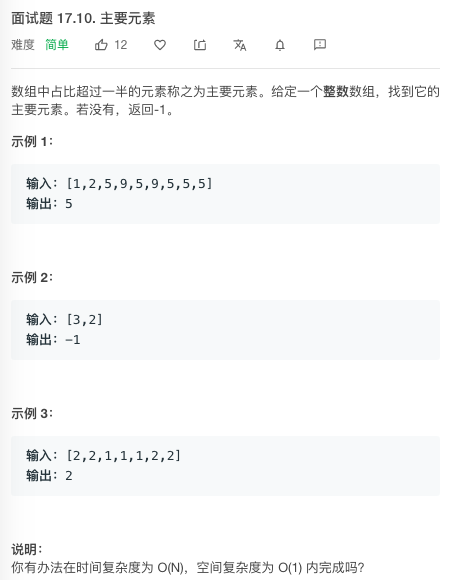 面试题 17.10. 主要元素
难度 简单 12
数组中占比超过一半的元素称之为主要元素。给定一个整数数组，找到它的
主要元素。若没有，返回-1。
示例 1：
输入：[1,2,5,9,5,9,5,5,5]
输出：5
示例 2：
输入：[3,2]
输出：-1
示例 3：
输入：[2,2,1,1,1,2,2]
输出：2
说明：
你有办法在时间复杂度为 O(N)，空间复杂度为 O(1) 内完成吗？